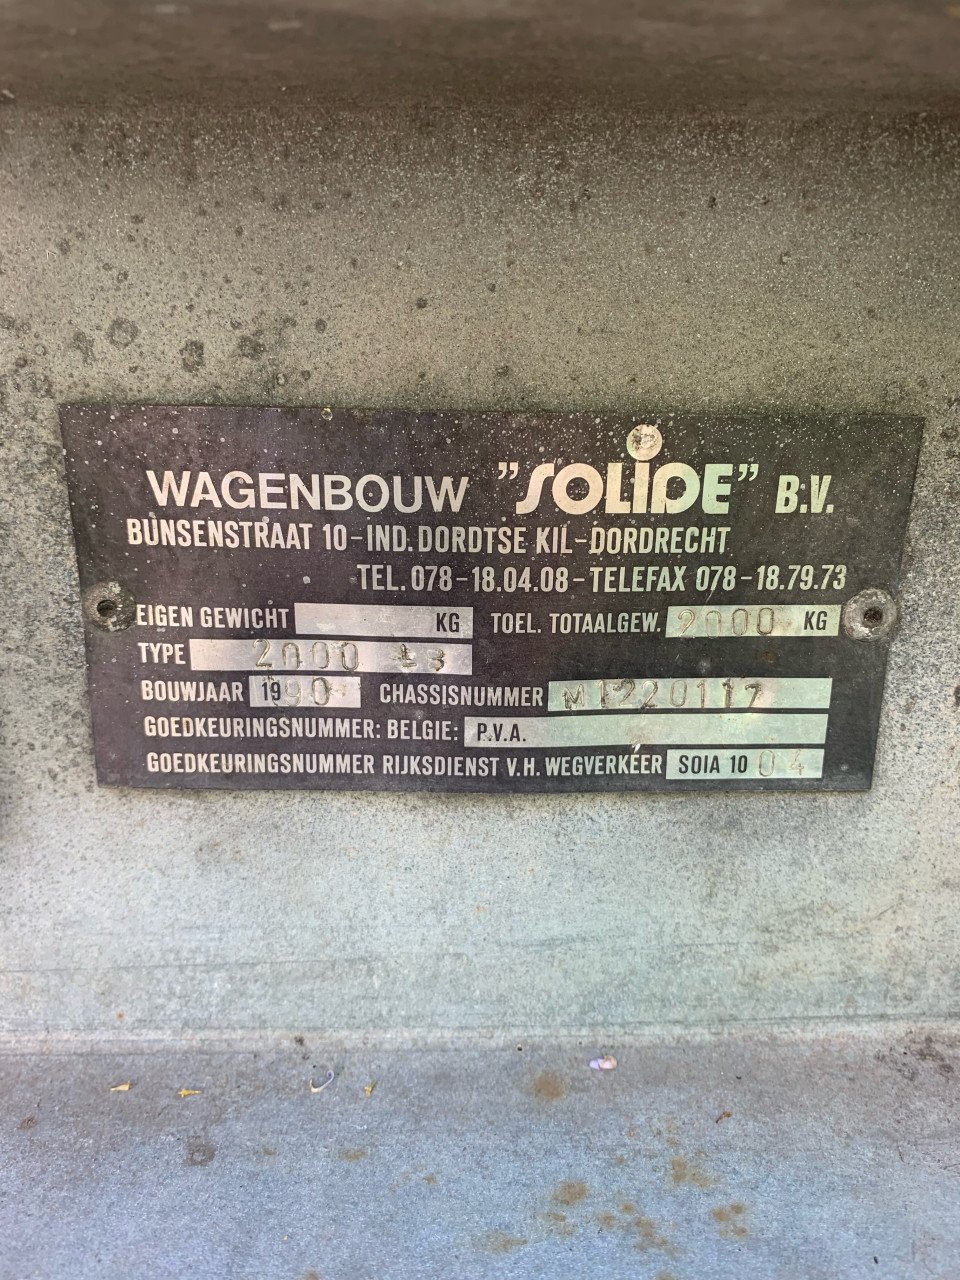 WAGENBOUW "SOLIDE" B.V.
BUNSENSTRAAT 10-IND. DORDTSE KIL-DORDRECHT
TEL. 078-18.04.08-TELEFAX 078-18.79.73
EIGEN GEWICHT KG TOEL. TOTAALGEW. 2000 KG
TYPE 2000
BOUWJAAR 1990 CHASSISNUMMER M1220117
GOEDKEURINGSNUMMER: BELGIE: P.V.A.
GOEDKEURINGSNUMMER RIJKSDIENST V.H. WEGVERKEER SOIA 10 04